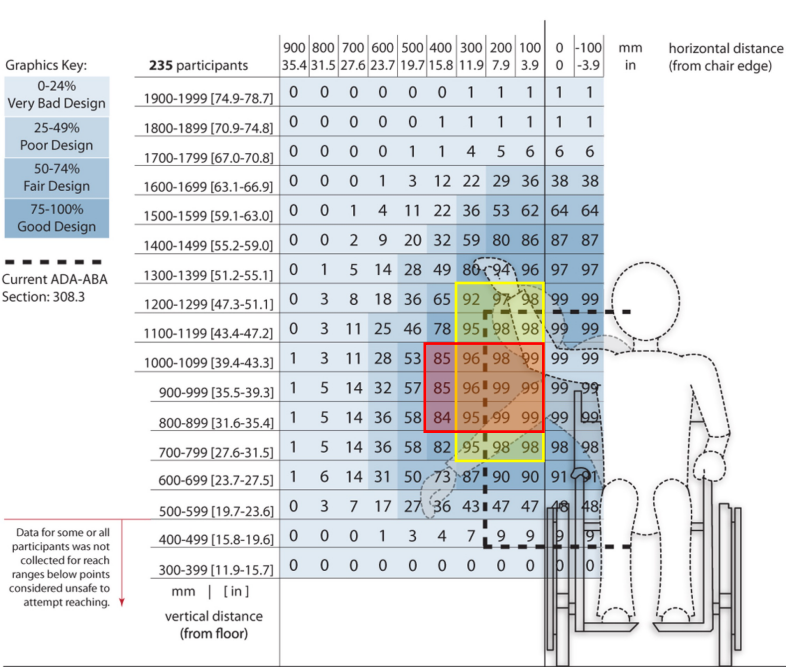 Graphics Key:
0-24%
Very Bad Design
25-49%
Poor Design
50-74%
Fair Design
75-100%
Good Design
Current ADA-ABA
Section: 308.3
235 participants
900 800 700 600 500 400 300 200 100 0 -100 mm
35.4 31.5 27.6 23.7 19.7 15.8 11.9 7.9 3.9 0 -3.9 in
horizontal distance
(from chair edge)
1900-1999 [74.9-78.7] 0 0 0 0 0 0 1 1 1 1 1
1800-1899 [70.9-74.8] 0 0 0 0 0 1 1 1 1 1 1
1700-1799 [67.0-70.8] 0 0 0 0 1 1 4 5 6 6 6
1600-1699 [63.1-66.9] 0 0 0 1 3 12 22 29 36 38 38
1500-1599 [59.1-63.0] 0 0 1 4 11 22 36 53 62 64 64
1400-1499 [55.2-59.0] 0 0 2 9 20 32 59 80 86 87 87
1300-1399 [51.2-55.1] 0 1 5 14 28 49 80 94 96 97 97
1200-1299 [47.3-51.1] 0 3 8 18 36 65 92 97 98 99 99
1100-1199 [43.4-47.2] 0 3 11 25 46 78 95 98 98 99 99
1000-1099 [39.4-43.3] 1 3 11 28 53 85 96 98 99 99 99
900-999 [35.5-39.3] 1 5 14 32 57 85 96 99 99 99 99
800-899 [31.6-35.4] 1 5 14 36 58 84 95 99 99 99 99
700-799 [27.6-31.5] 1 5 14 36 58 82 95 98 98 98 98
600-699 [23.7-27.5] 1 6 14 31 50 73 87 90 90 91 91
500-599 [19.7-23.6] 0 3 7 17 27 36 43 47 47 48 48
400-499 [15.8-19.6] 0 0 0 1 3 4 7 9 9 9 9
300-399 [11.9-15.7] 0 0 0 0 0 0 0 0 0 0 0
mm | [ in ]
vertical distance
(from floor)
Data for some or all
participants was not
collected for reach
ranges below points
considered unsafe to
attempt reaching.